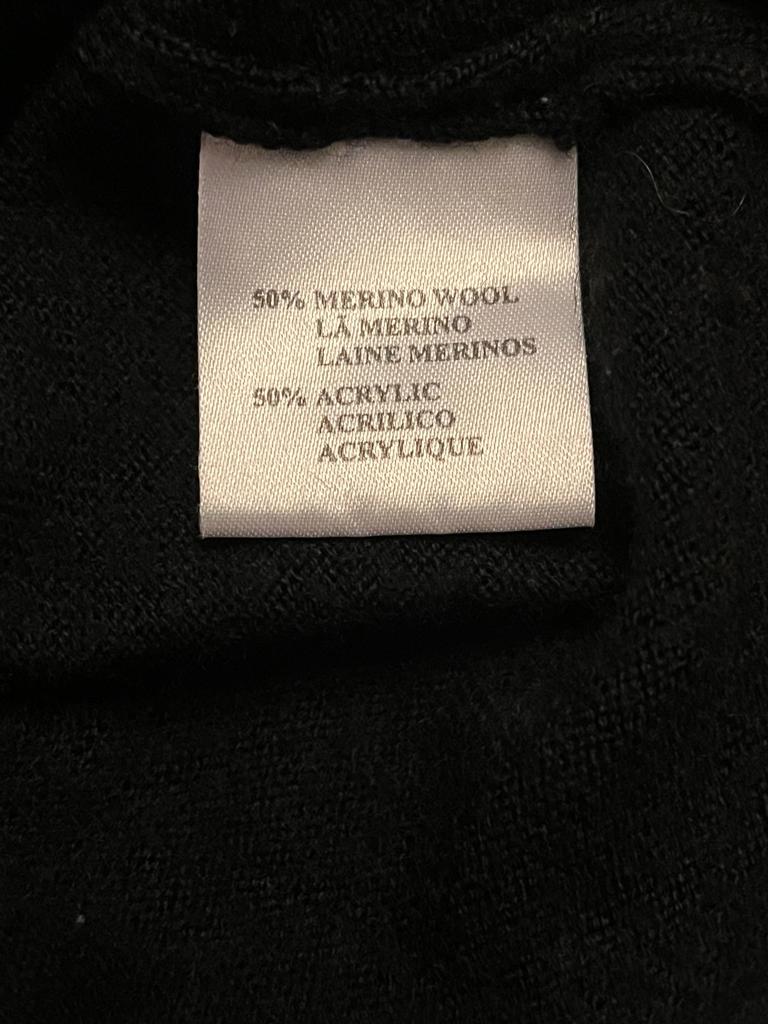 50% MERINO WOOL
LÃ MERINO
LAINE MERINOS
50% ACRYLIC
ACRILICO
ACRYLIQUE